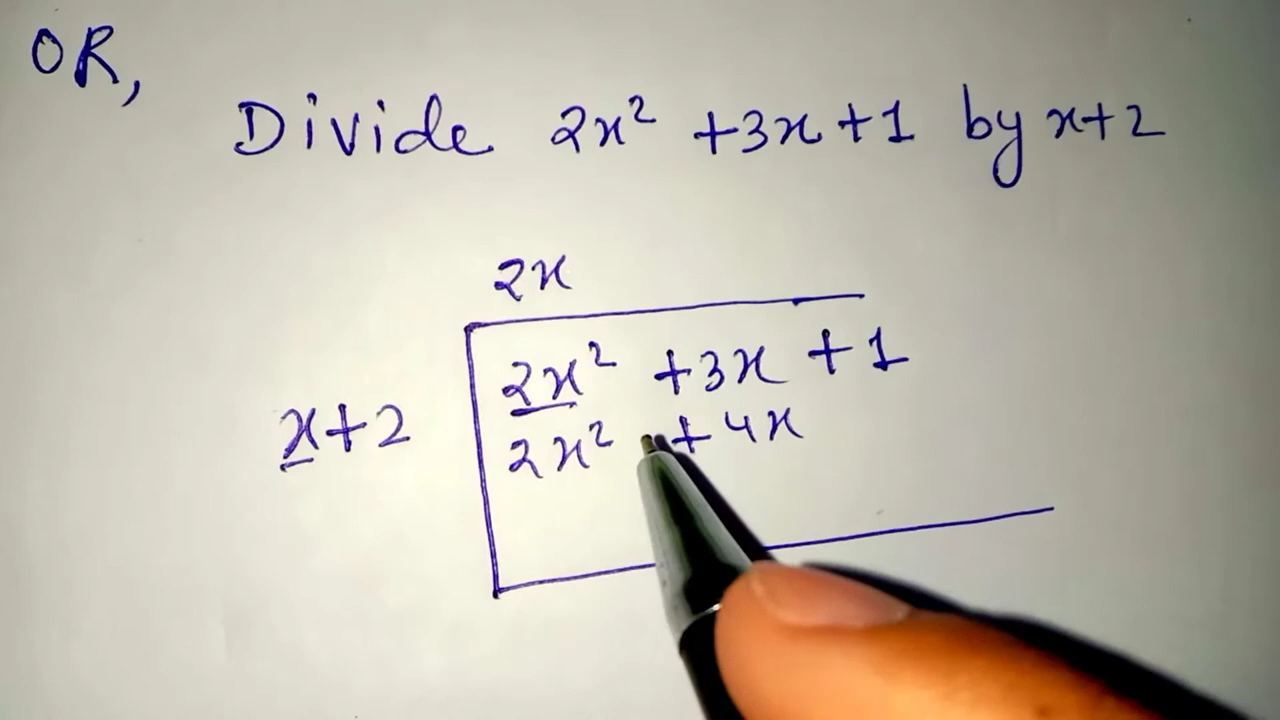 OR,
Divide 2x² +3x+1 by x+2
2x
x+2 2x² +3x +1
2x² +4x